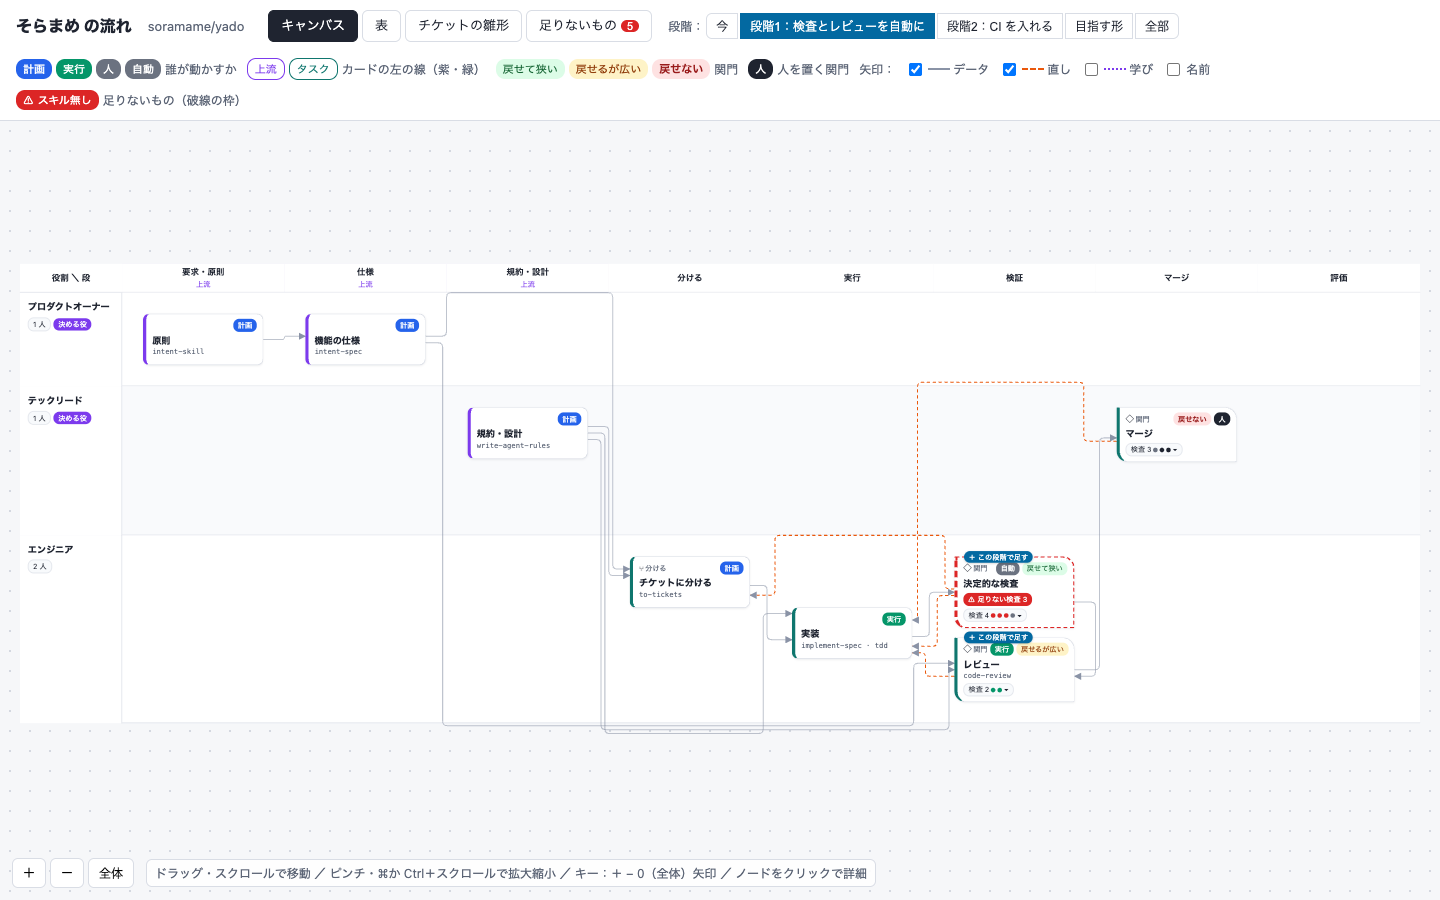 そらまめ の流れ soramame/yado キャンバス 表 チケットの雛形 足りないもの 5 段階： 今 段階1：検査とレビューを自動に 段階2：CI を入れる 目指す形 全部
計画 実行 人 自動 誰が動かすか 上流 タスク カードの左の線（紫・緑） 戻せて狭い 戻せるが広い 戻せない 関門 人 人を置く関門 矢印： データ 直し 学び 名前
⚠ スキル無し 足りないもの（破線の枠）
役割 ＼ 段 要求・原則 仕様 規約・設計 分ける 実行 検証 マージ 評価
上流 上流 上流
プロダクトオーナー
1 人 決める役
計画
原則
intent-skill
計画
機能の仕様
intent-spec
テックリード
1 人 決める役
計画
規約・設計
write-agent-rules
◇ 関門 戻せない 人
マージ
検査 3
エンジニア
2 人
分ける 計画
チケットに分ける
to-tickets
実行
実装
implement-spec · tdd
＋ この段階で足す
◇ 関門 自動 戻せて狭い
決定的な検査
⚠ 足りない検査 3
検査 4
＋ この段階で足す
◇ 関門 実行 戻せるが広い
レビュー
code-review
検査 2
＋ − 全体 ドラッグ・スクロールで移動 ／ ピンチ・⌘か Ctrl＋スクロールで拡大縮小 ／ キー：＋ − 0（全体）矢印 ／ ノードをクリックで詳細